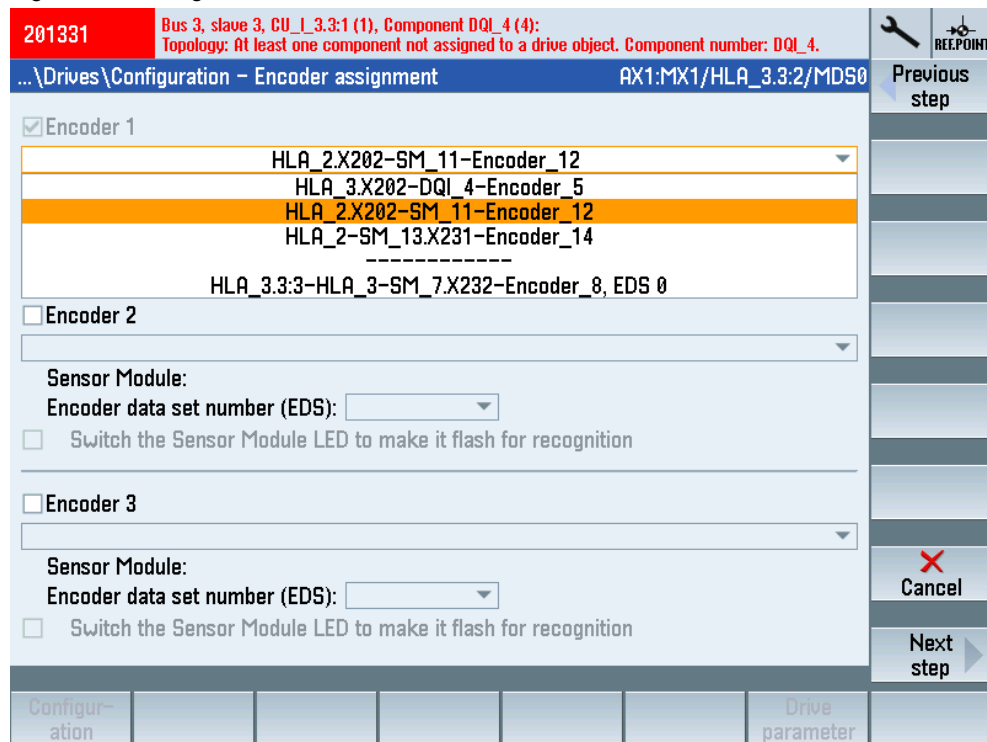 201331
Bus 3, slave 3, CU_I_3.3:1 (1), Component DQI_4 (4):
Topology: At least one component not assigned to a drive object. Component number: DQI_4.
REF.POINT
...\Drives\Configuration - Encoder assignment
AX1:MX1/HLA_3.3:2/MDS0
Previous
step
Encoder 1
HLA_2.X202-SM_11-Encoder_12
HLA_3.X202-DQI_4-Encoder_5
HLA_2.X202-SM_11-Encoder_12
HLA_2-SM_13.X231-Encoder_14
------------
HLA_3.3:3-HLA_3-SM_7.X232-Encoder_8, EDS 0
Encoder 2
Sensor Module:
Encoder data set number (EDS):
Switch the Sensor Module LED to make it flash for recognition
Encoder 3
Sensor Module:
Encoder data set number (EDS):
Switch the Sensor Module LED to make it flash for recognition
Cancel
Next
step
Configur-
ation
Drive
parameter